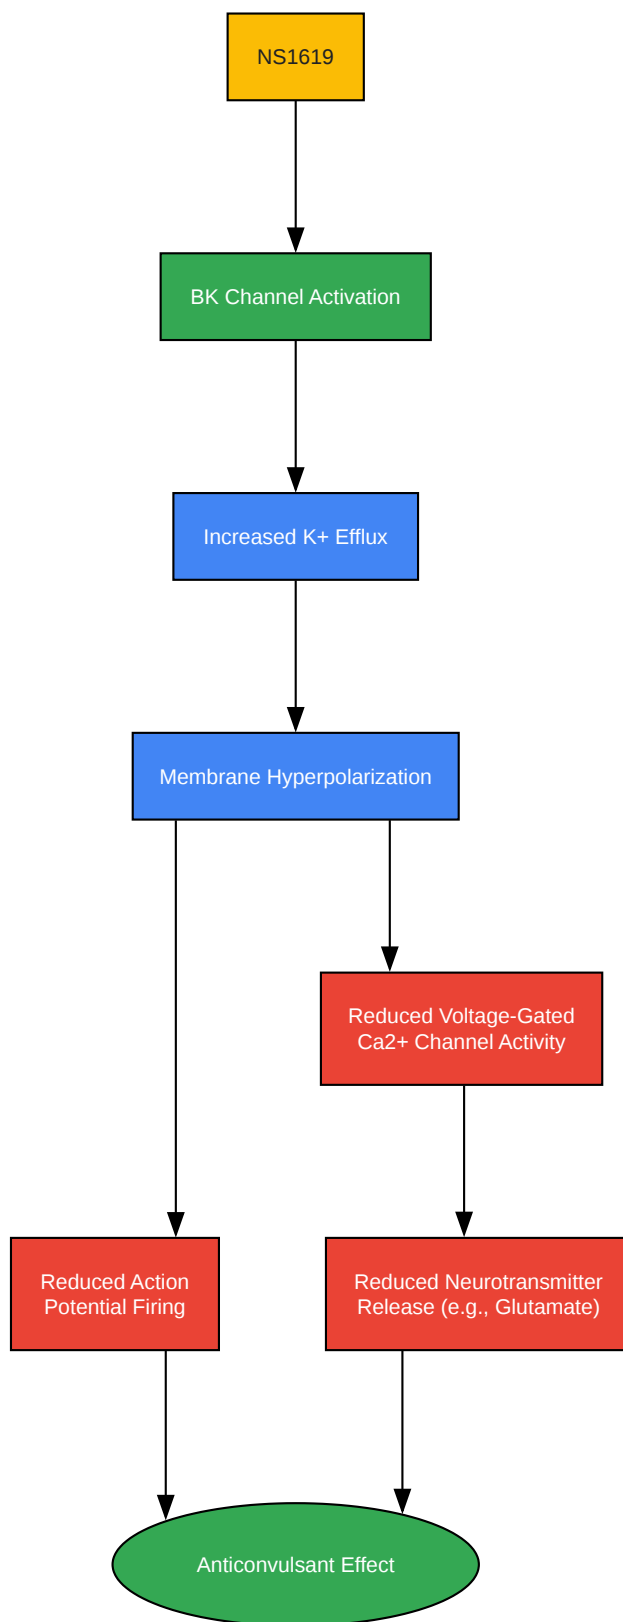 NS1619
BK Channel Activation
Increased K+ Efflux
Membrane Hyperpolarization
Reduced Voltage-Gated
Ca2+ Channel Activity
Reduced Action
Potential Firing
Reduced Neurotransmitter
Release (e.g., Glutamate)
Anticonvulsant Effect